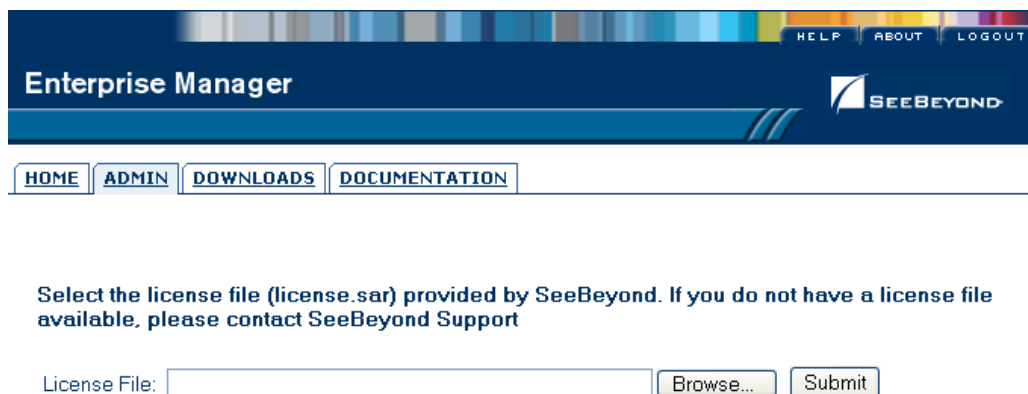 HELP ABOUT LOGOUT
Enterprise Manager
SEEBEYOND
HOME ADMIN DOWNLOADS DOCUMENTATION
Select the license file (license.sar) provided by SeeBeyond. If you do not have a license file
available, please contact SeeBeyond Support
License File: Browse... Submit